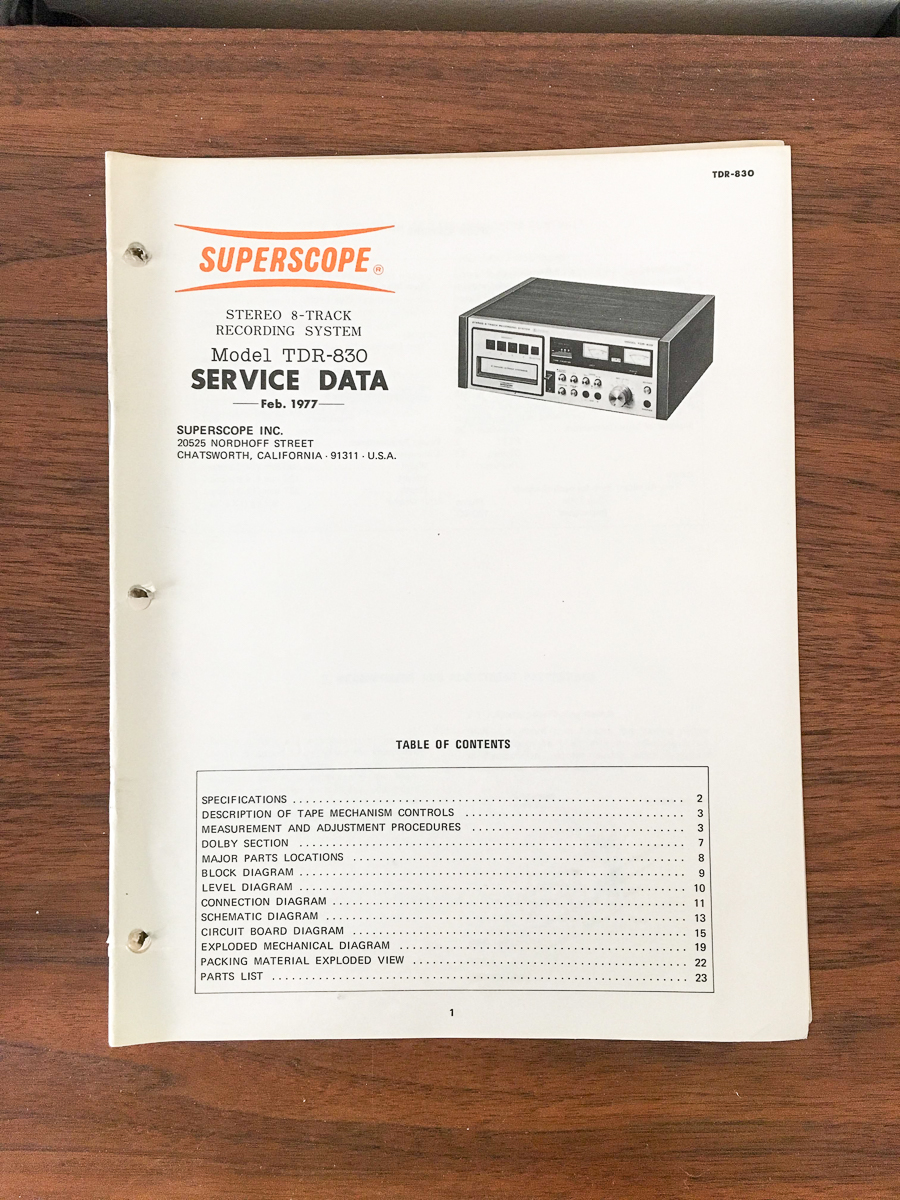 TDR-830
SUPERSCOPE®
STEREO 8-TRACK
RECORDING SYSTEM
Model TDR-830
SERVICE DATA
Feb. 1977
SUPERSCOPE INC.
20525 NORDHOFF STREET
CHATSWORTH, CALIFORNIA · 91311 · U.S.A.
TABLE OF CONTENTS
SPECIFICATIONS 2
DESCRIPTION OF TAPE MECHANISM CONTROLS 3
MEASUREMENT AND ADJUSTMENT PROCEDURES 3
DOLBY SECTION 7
MAJOR PARTS LOCATIONS 8
BLOCK DIAGRAM 9
LEVEL DIAGRAM 10
CONNECTION DIAGRAM 11
SCHEMATIC DIAGRAM 13
CIRCUIT BOARD DIAGRAM 15
EXPLODED MECHANICAL DIAGRAM 19
PACKING MATERIAL EXPLODED VIEW 22
PARTS LIST 23
1